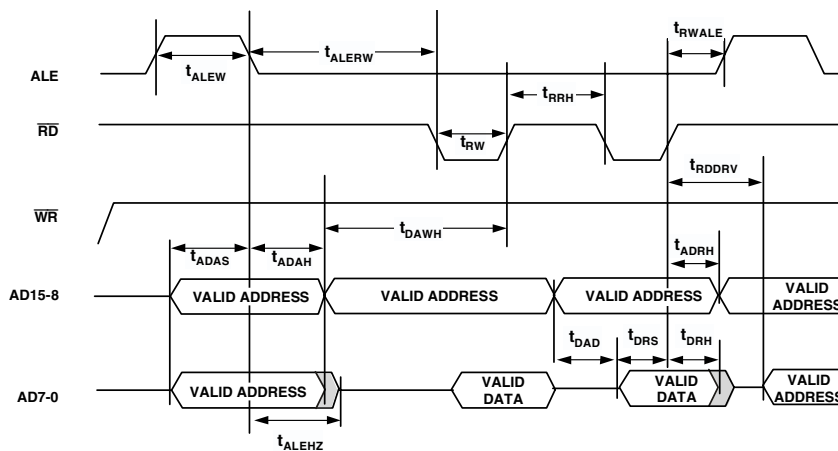 tRWALE
tALERW
ALE
tALEW
tRRH
RD
tRW
tRDDRV
WR
tDAWH
tADAS tADAH tADRH
AD15-8 VALID ADDRESS VALID ADDRESS VALID ADDRESS VALID ADDRESS
tDAD tDRS tDRH
AD7-0 VALID ADDRESS VALID DATA VALID DATA VALID ADDRESS
tALEHZ